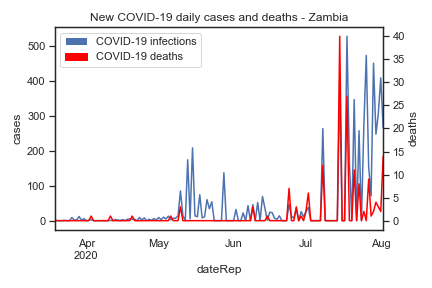 New COVID-19 daily cases and deaths - Zambia
COVID-19 infections
COVID-19 deaths
500
400
300
200
100
0
cases
40
35
30
25
20
15
10
5
0
deaths
Apr
2020
May
Jun
Jul
Aug
dateRep